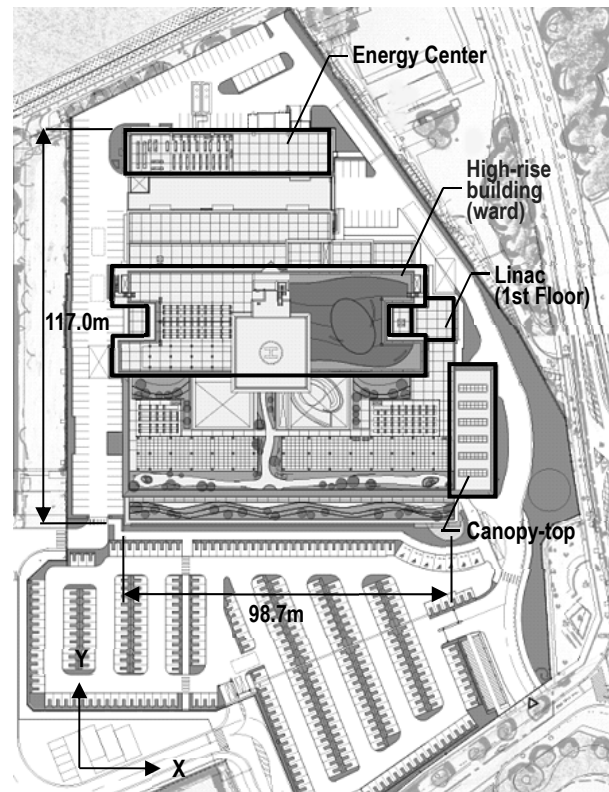 Energy Center
High-rise
building
(ward)
Linac
(1st Floor)
117.0m
H
Canopy-top
98.7m
Y
X